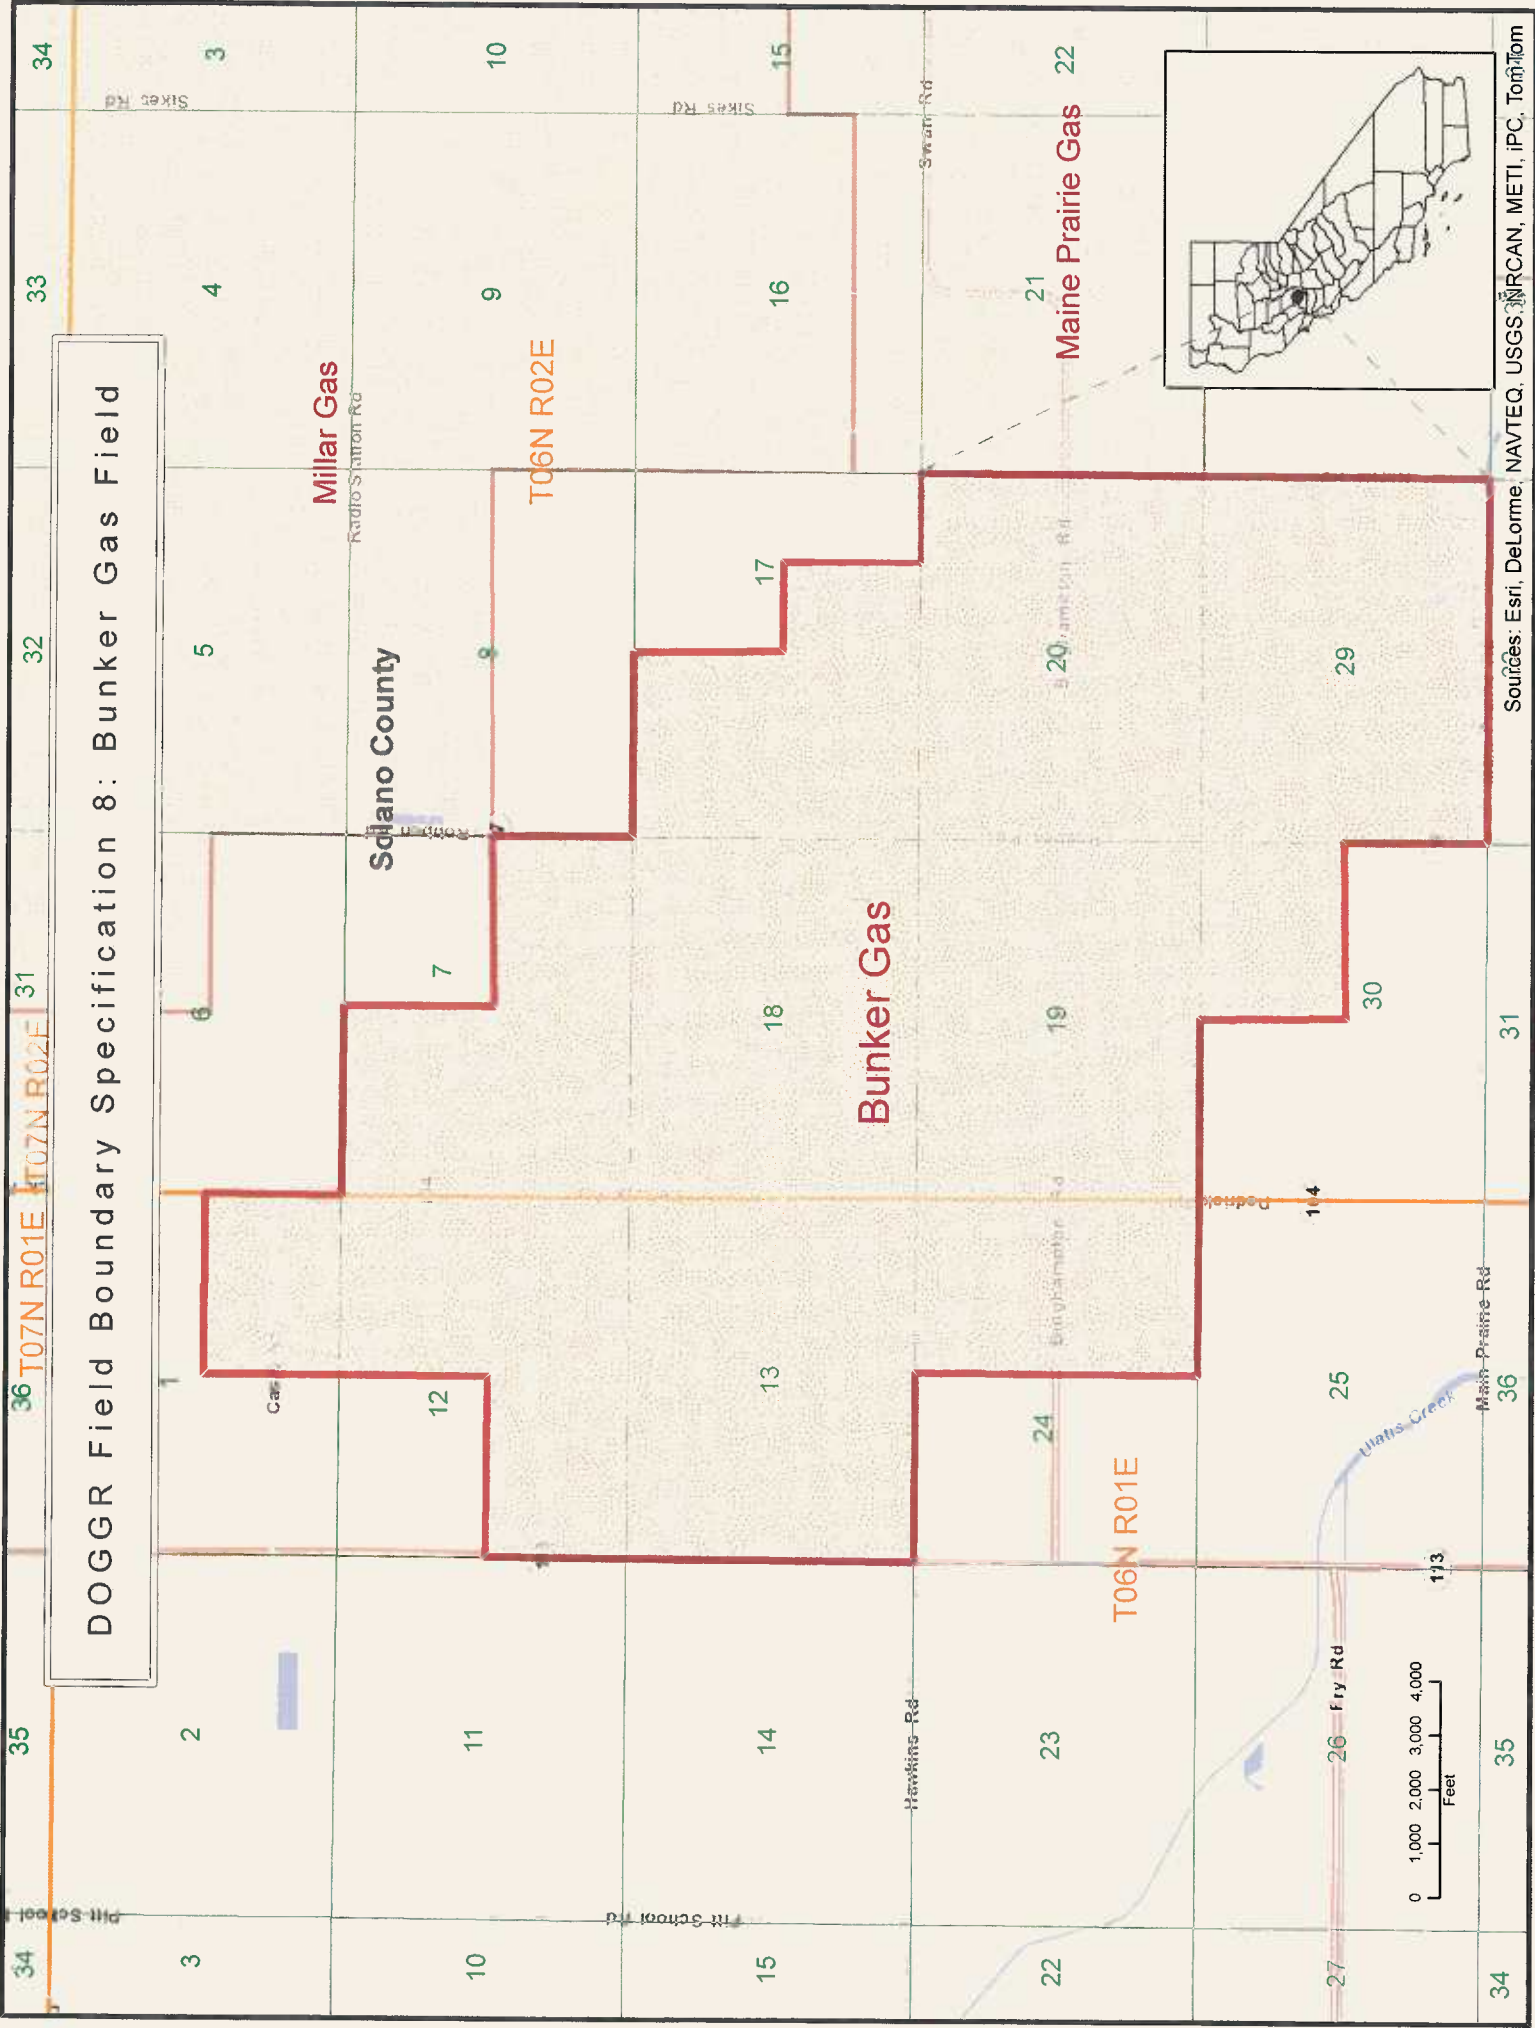 DOGGR Field Boundary Specification 8: Bunker Gas Field
34
35
36
T07N R01E
T07N R02E
31
32
33
34
3
2
1
6
5
4
3
Pitt School
Sikes Rd
Millar Gas
Radio Station Rd
Solano County
10
11
12
7
8
9
10
T06N R02E
15
14
13
18
17
16
15
Pitt School Rd
Sikes Rd
Bunker Gas
Hawkins Rd
Swan Rd
22
23
24
19
20
21
22
Binghampton Rd
Maine Prairie Gas
T06N R01E
27
26
25
30
29
Fry Rd
104
113
Ulatis Creek
Main Prairie Rd
0 1,000 2,000 3,000 4,000
Feet
34
35
36
31
Sources: Esri, DeLorme, NAVTEQ, USGS, NRCAN, METI, iPC, TomTom